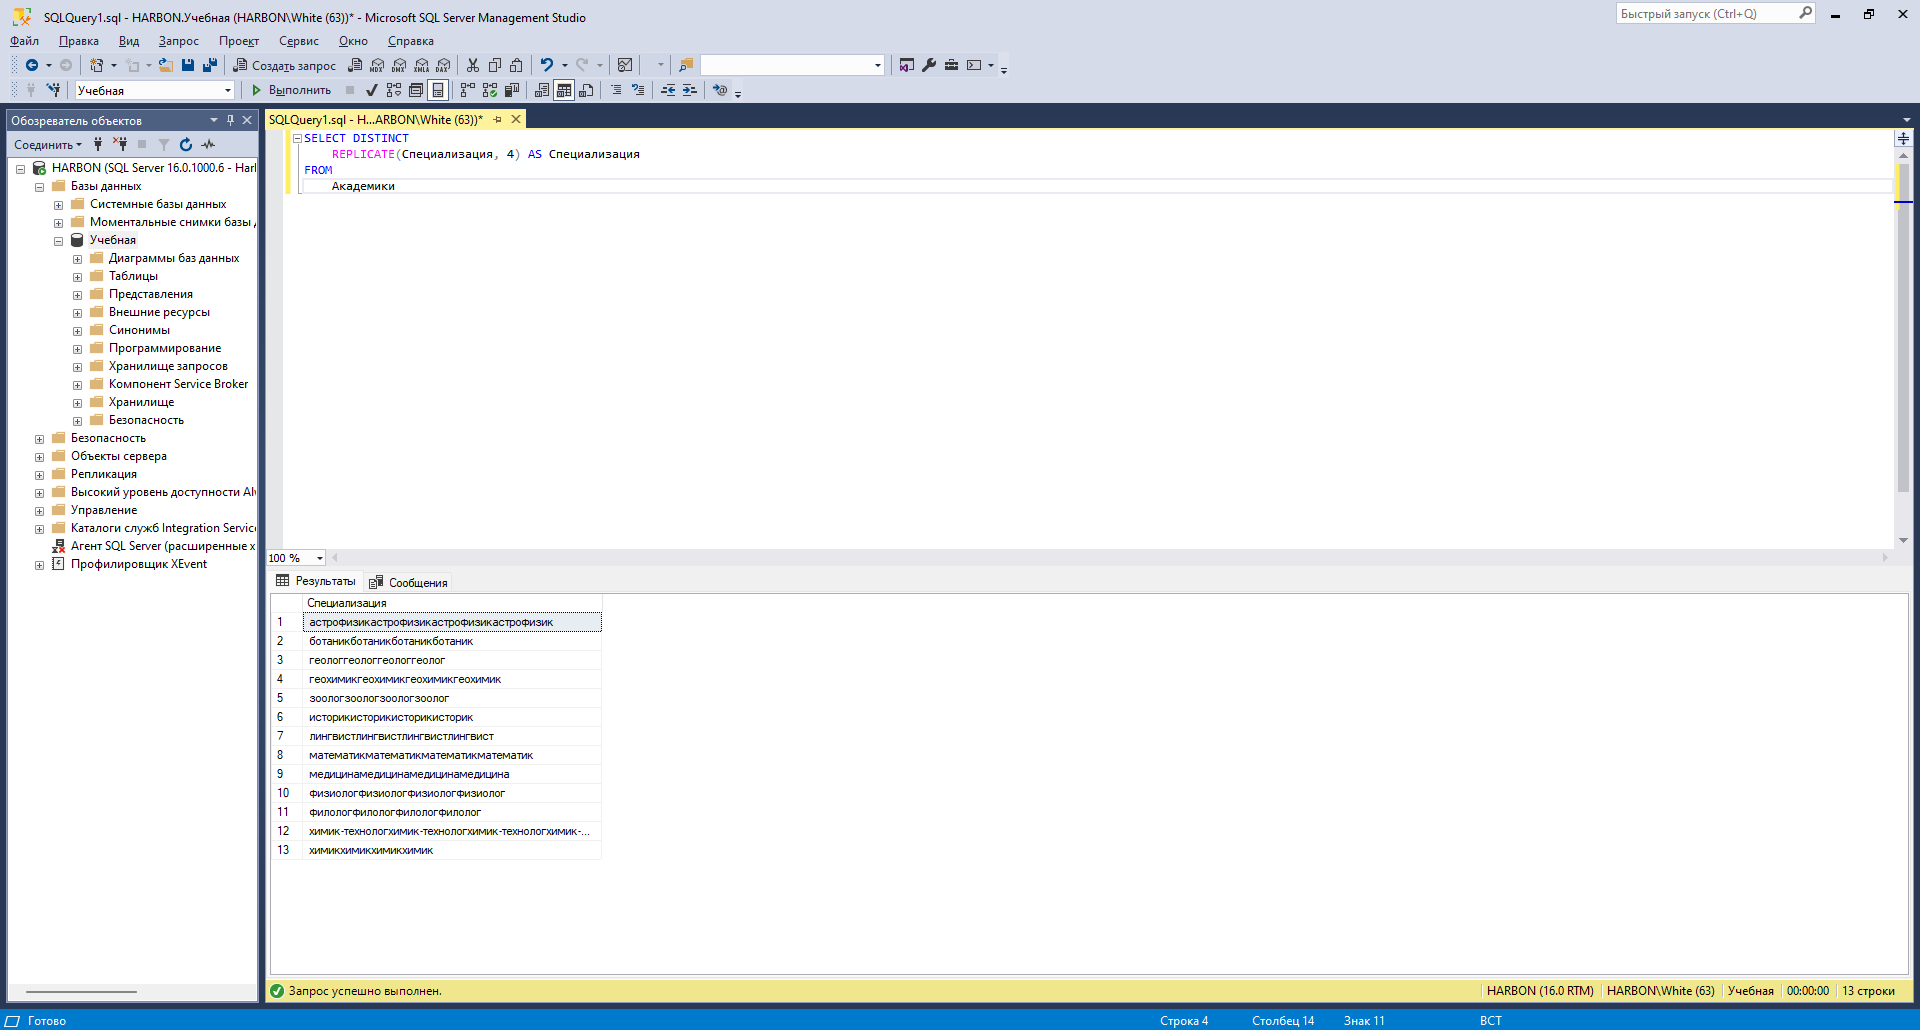 SQLQuery1.sql - HARBON.Учебная (HARBON\White (63))* - Microsoft SQL Server Management Studio
Быстрый запуск (Ctrl+Q)
Файл Правка Вид Запрос Проект Сервис Окно Справка
Создать запрос MDX DMX XMLA DAX
Учебная Выполнить
Обозреватель объектов
Соединить
HARBON (SQL Server 16.0.1000.6 - Harl
Базы данных
Системные базы данных
Моментальные снимки базы
Учебная
Диаграммы баз данных
Таблицы
Представления
Внешние ресурсы
Синонимы
Программирование
Хранилище запросов
Компонент Service Broker
Хранилище
Безопасность
Безопасность
Объекты сервера
Репликация
Высокий уровень доступности Alv
Управление
Каталоги служб Integration Service
Агент SQL Server (расширенные х
Профилировщик XEvent
SQLQuery1.sql - H...ARBON\White (63))*
SELECT DISTINCT
REPLICATE(Специализация, 4) AS Специализация
FROM
Академики
100 %
Результаты Сообщения
Специализация
1 астрофизикастрофизикастрофизикастрофизик
2 ботаникботаникботаникботаник
3 геологгеологгеологгеолог
4 геохимикгеохимикгеохимикгеохимик
5 зоологзоологзоологзоолог
6 историкисторикисторикисторик
7 лингвистлингвистлингвистлингвист
8 математикматематикматематикматематик
9 медицинамедицинамедицинамедицина
10 физиологфизиологфизиологфизиолог
11 филологфилологфилологфилолог
12 химик-технологхимик-технологхимик-технологхимик-...
13 химикхимикхимикхимик
Запрос успешно выполнен.
HARBON (16.0 RTM) HARBON\White (63) Учебная 00:00:00 13 строки
Готово
Строка 4 Столбец 14 Знак 11 ВСТ